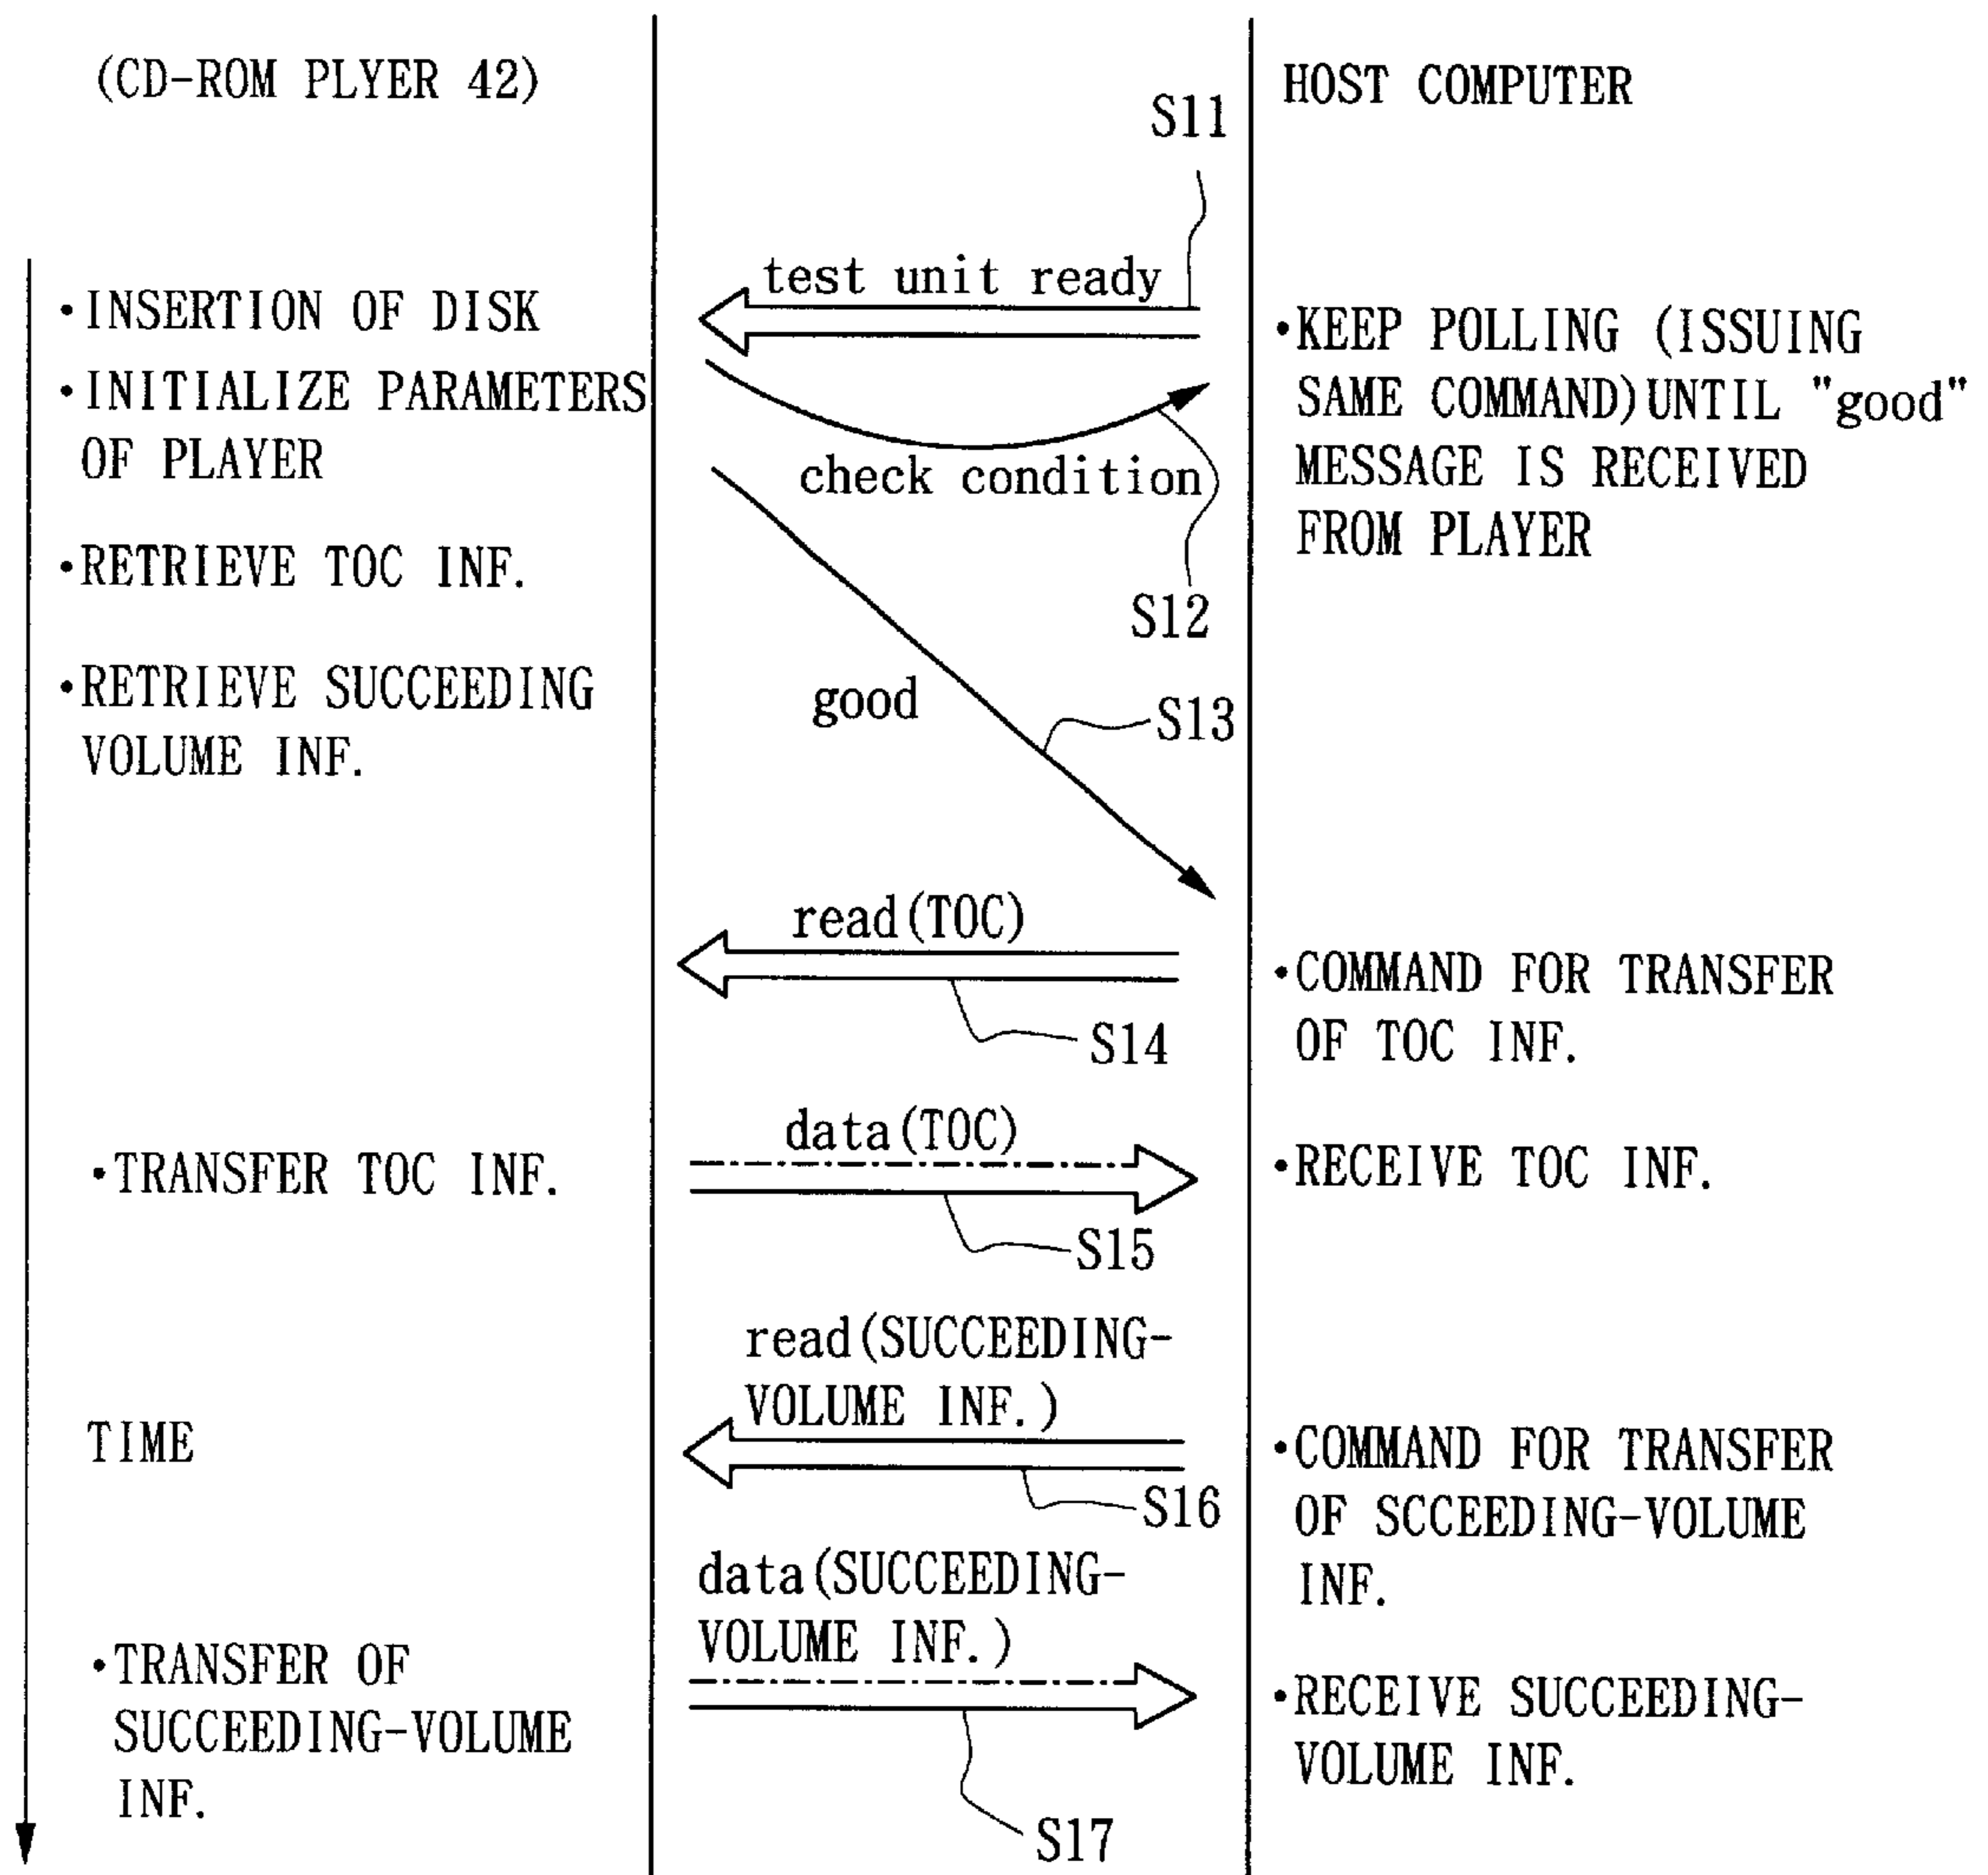 (CD-ROM PLYER 42)
HOST COMPUTER
S11
test unit ready
·INSERTION OF DISK
·INITIALIZE PARAMETERS
OF PLAYER
·KEEP POLLING (ISSUING
SAME COMMAND)UNTIL "good"
MESSAGE IS RECEIVED
FROM PLAYER
check condition
S12
·RETRIEVE TOC INF.
·RETRIEVE SUCCEEDING
VOLUME INF.
good
S13
read(TOC)
S14
·COMMAND FOR TRANSFER
OF TOC INF.
data(TOC)
·TRANSFER TOC INF.
·RECEIVE TOC INF.
S15
read(SUCCEEDING-
VOLUME INF.)
TIME
·COMMAND FOR TRANSFER
OF SCCEEDING-VOLUME
INF.
S16
data(SUCCEEDING-
VOLUME INF.)
·TRANSFER OF
SUCCEEDING-VOLUME
INF.
·RECEIVE SUCCEEDING-
VOLUME INF.
S17